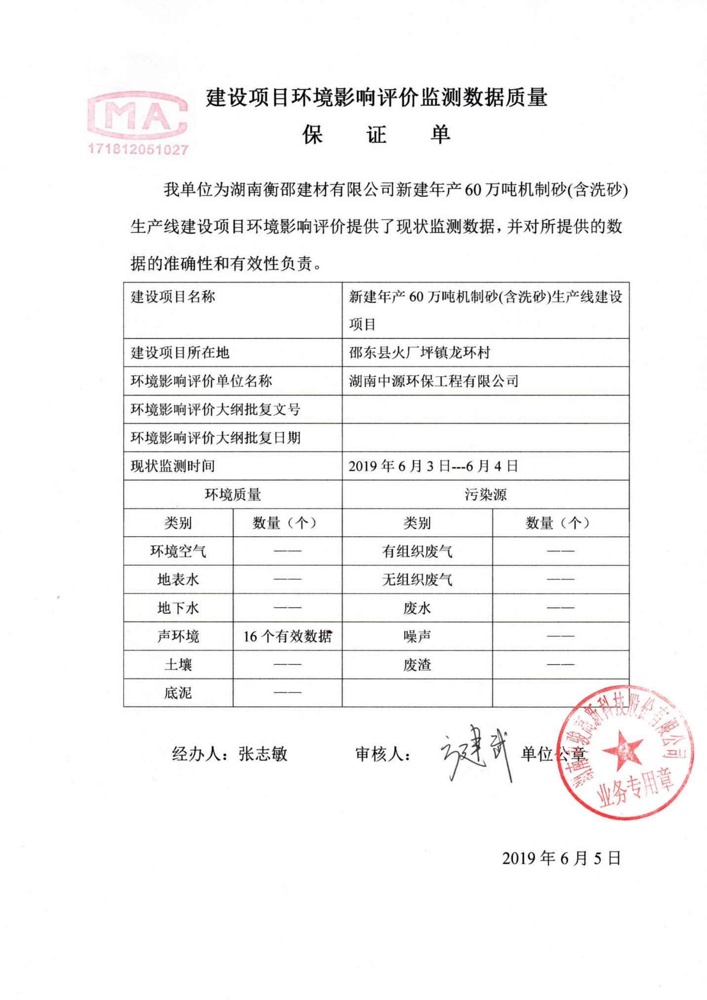 MA
171812051027
建设项目环境影响评价监测数据质量
保 证 单
我单位为湖南衡邵建材有限公司新建年产60万吨机制砂(含洗砂)
生产线建设项目环境影响评价提供了现状监测数据，并对所提供的数
据的准确性和有效性负责。
建设项目名称 新建年产 60 万吨机制砂(含洗砂)生产线建设
项目
建设项目所在地 邵东县火厂坪镇龙环村
环境影响评价单位名称 湖南中源环保工程有限公司
环境影响评价大纲批复文号
环境影响评价大纲批复日期
现状监测时间 2019 年 6 月 3 日---6 月 4 日
环境质量 污染源
类别 数量（个） 类别 数量（个）
环境空气 —— 有组织废气 ——
地表水 —— 无组织废气 ——
地下水 —— 废水 ——
声环境 16 个有效数据 噪声 ——
土壤 —— 废渣 ——
底泥 ——
经办人：张志敏 审核人： 建武 单位公章
湖南中骏高新科技股份有限公司
业务专用章
2019 年 6 月 5 日